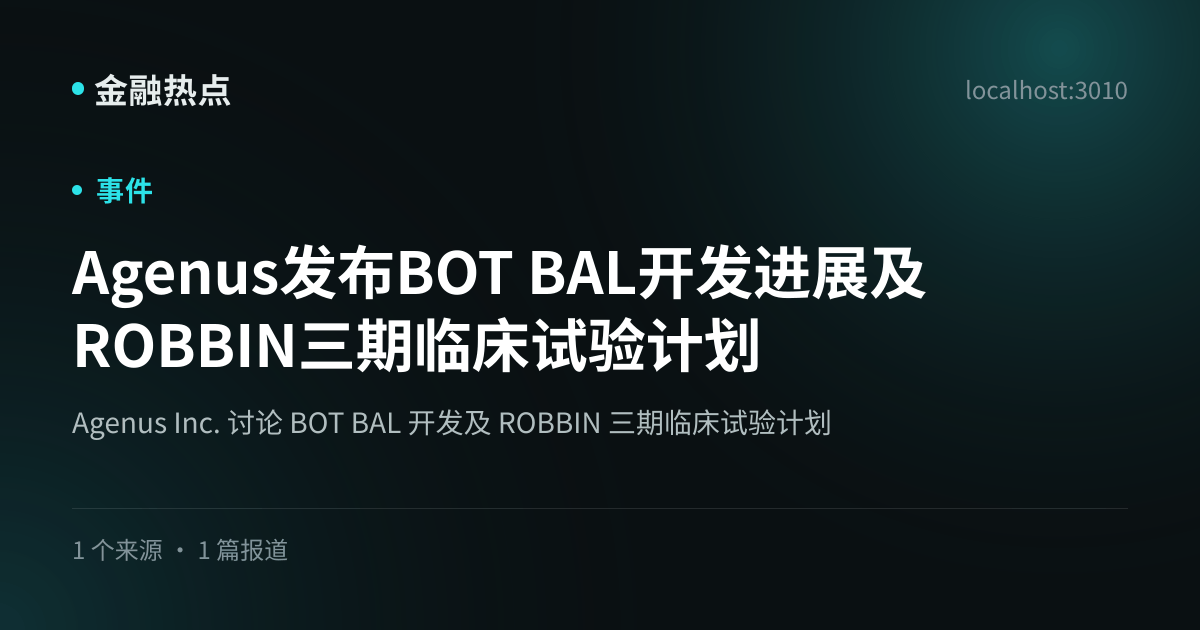 金融热点
localhost:3010
事件
Agenus发布BOT BAL开发进展及
ROBBIN三期临床试验计划
Agenus Inc. 讨论 BOT BAL 开发及 ROBBIN 三期临床试验计划
1 个来源 · 1 篇报道